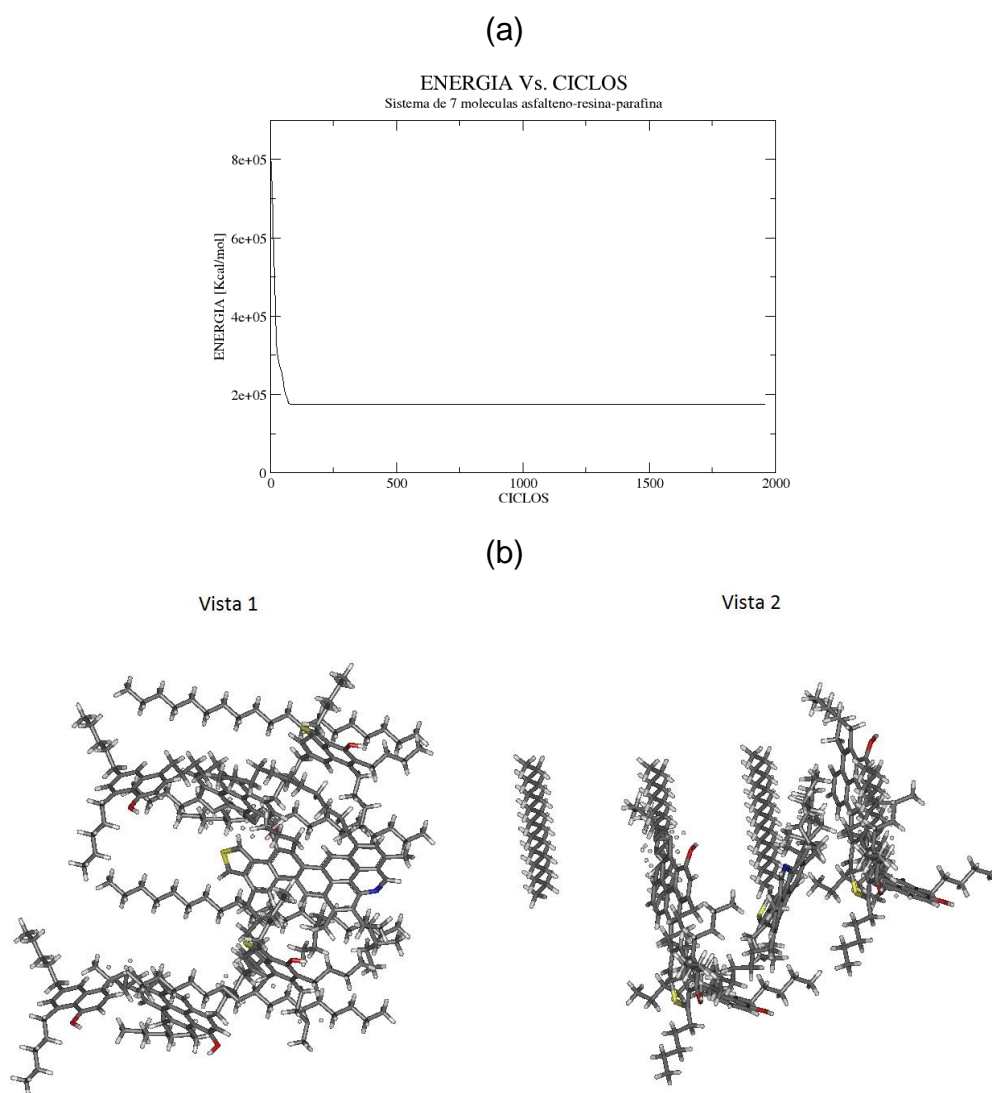 (a)
ENERGIA Vs. CICLOS
Sistema de 7 moleculas asfalteno-resina-parafina
8e+05
6e+05
4e+05
2e+05
0
ENERGIA [Kcal/mol]
0 500 1000 1500 2000
CICLOS
(b)
Vista 1 Vista 2